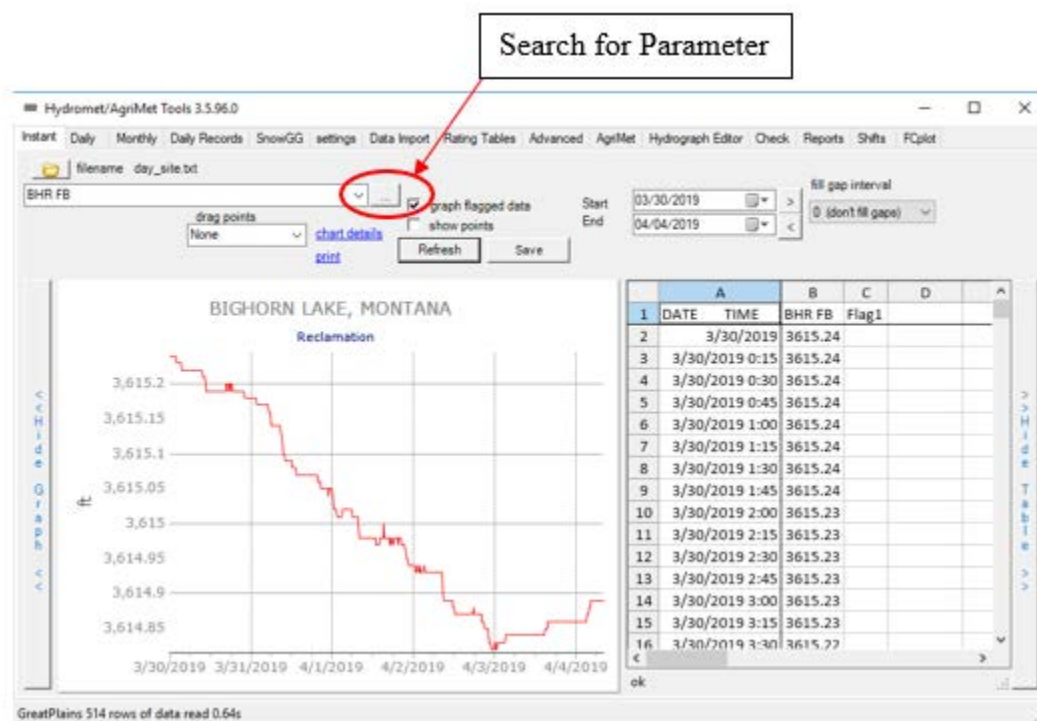 Search for Parameter
Hydromet/AgriMet Tools 3.5.96.0
Instant Daily Monthly Daily Records SnowGG settings Data Import Rating Tables Advanced AgriMet Hydrograph Editor Check Reports Shifts FCplot
filename day_site.txt
BHR FB
...
graph flagged data
show points
drag points
None
chart details
print
Refresh Save
Start 03/30/2019 >
End 04/04/2019 <
fill gap interval
0 (don't fill gaps)
<<Hide Graph <<
BIGHORN LAKE, MONTANA
Reclamation
ft.
3,615.2
3,615.15
3,615.1
3,615.05
3,615
3,614.95
3,614.9
3,614.85
3/30/2019 3/31/2019 4/1/2019 4/2/2019 4/3/2019 4/4/2019
A B C D
1 DATE TIME BHR FB Flag1
2 3/30/2019 3615.24
3 3/30/2019 0:15 3615.24
4 3/30/2019 0:30 3615.24
5 3/30/2019 0:45 3615.24
6 3/30/2019 1:00 3615.24
7 3/30/2019 1:15 3615.24
8 3/30/2019 1:30 3615.24
9 3/30/2019 1:45 3615.24
10 3/30/2019 2:00 3615.23
11 3/30/2019 2:15 3615.23
12 3/30/2019 2:30 3615.23
13 3/30/2019 2:45 3615.23
14 3/30/2019 3:00 3615.23
15 3/30/2019 3:15 3615.23
16 3/30/2019 3:30 3615.22
>>Hide Table >>
ok
GreatPlains 514 rows of data read 0.64s